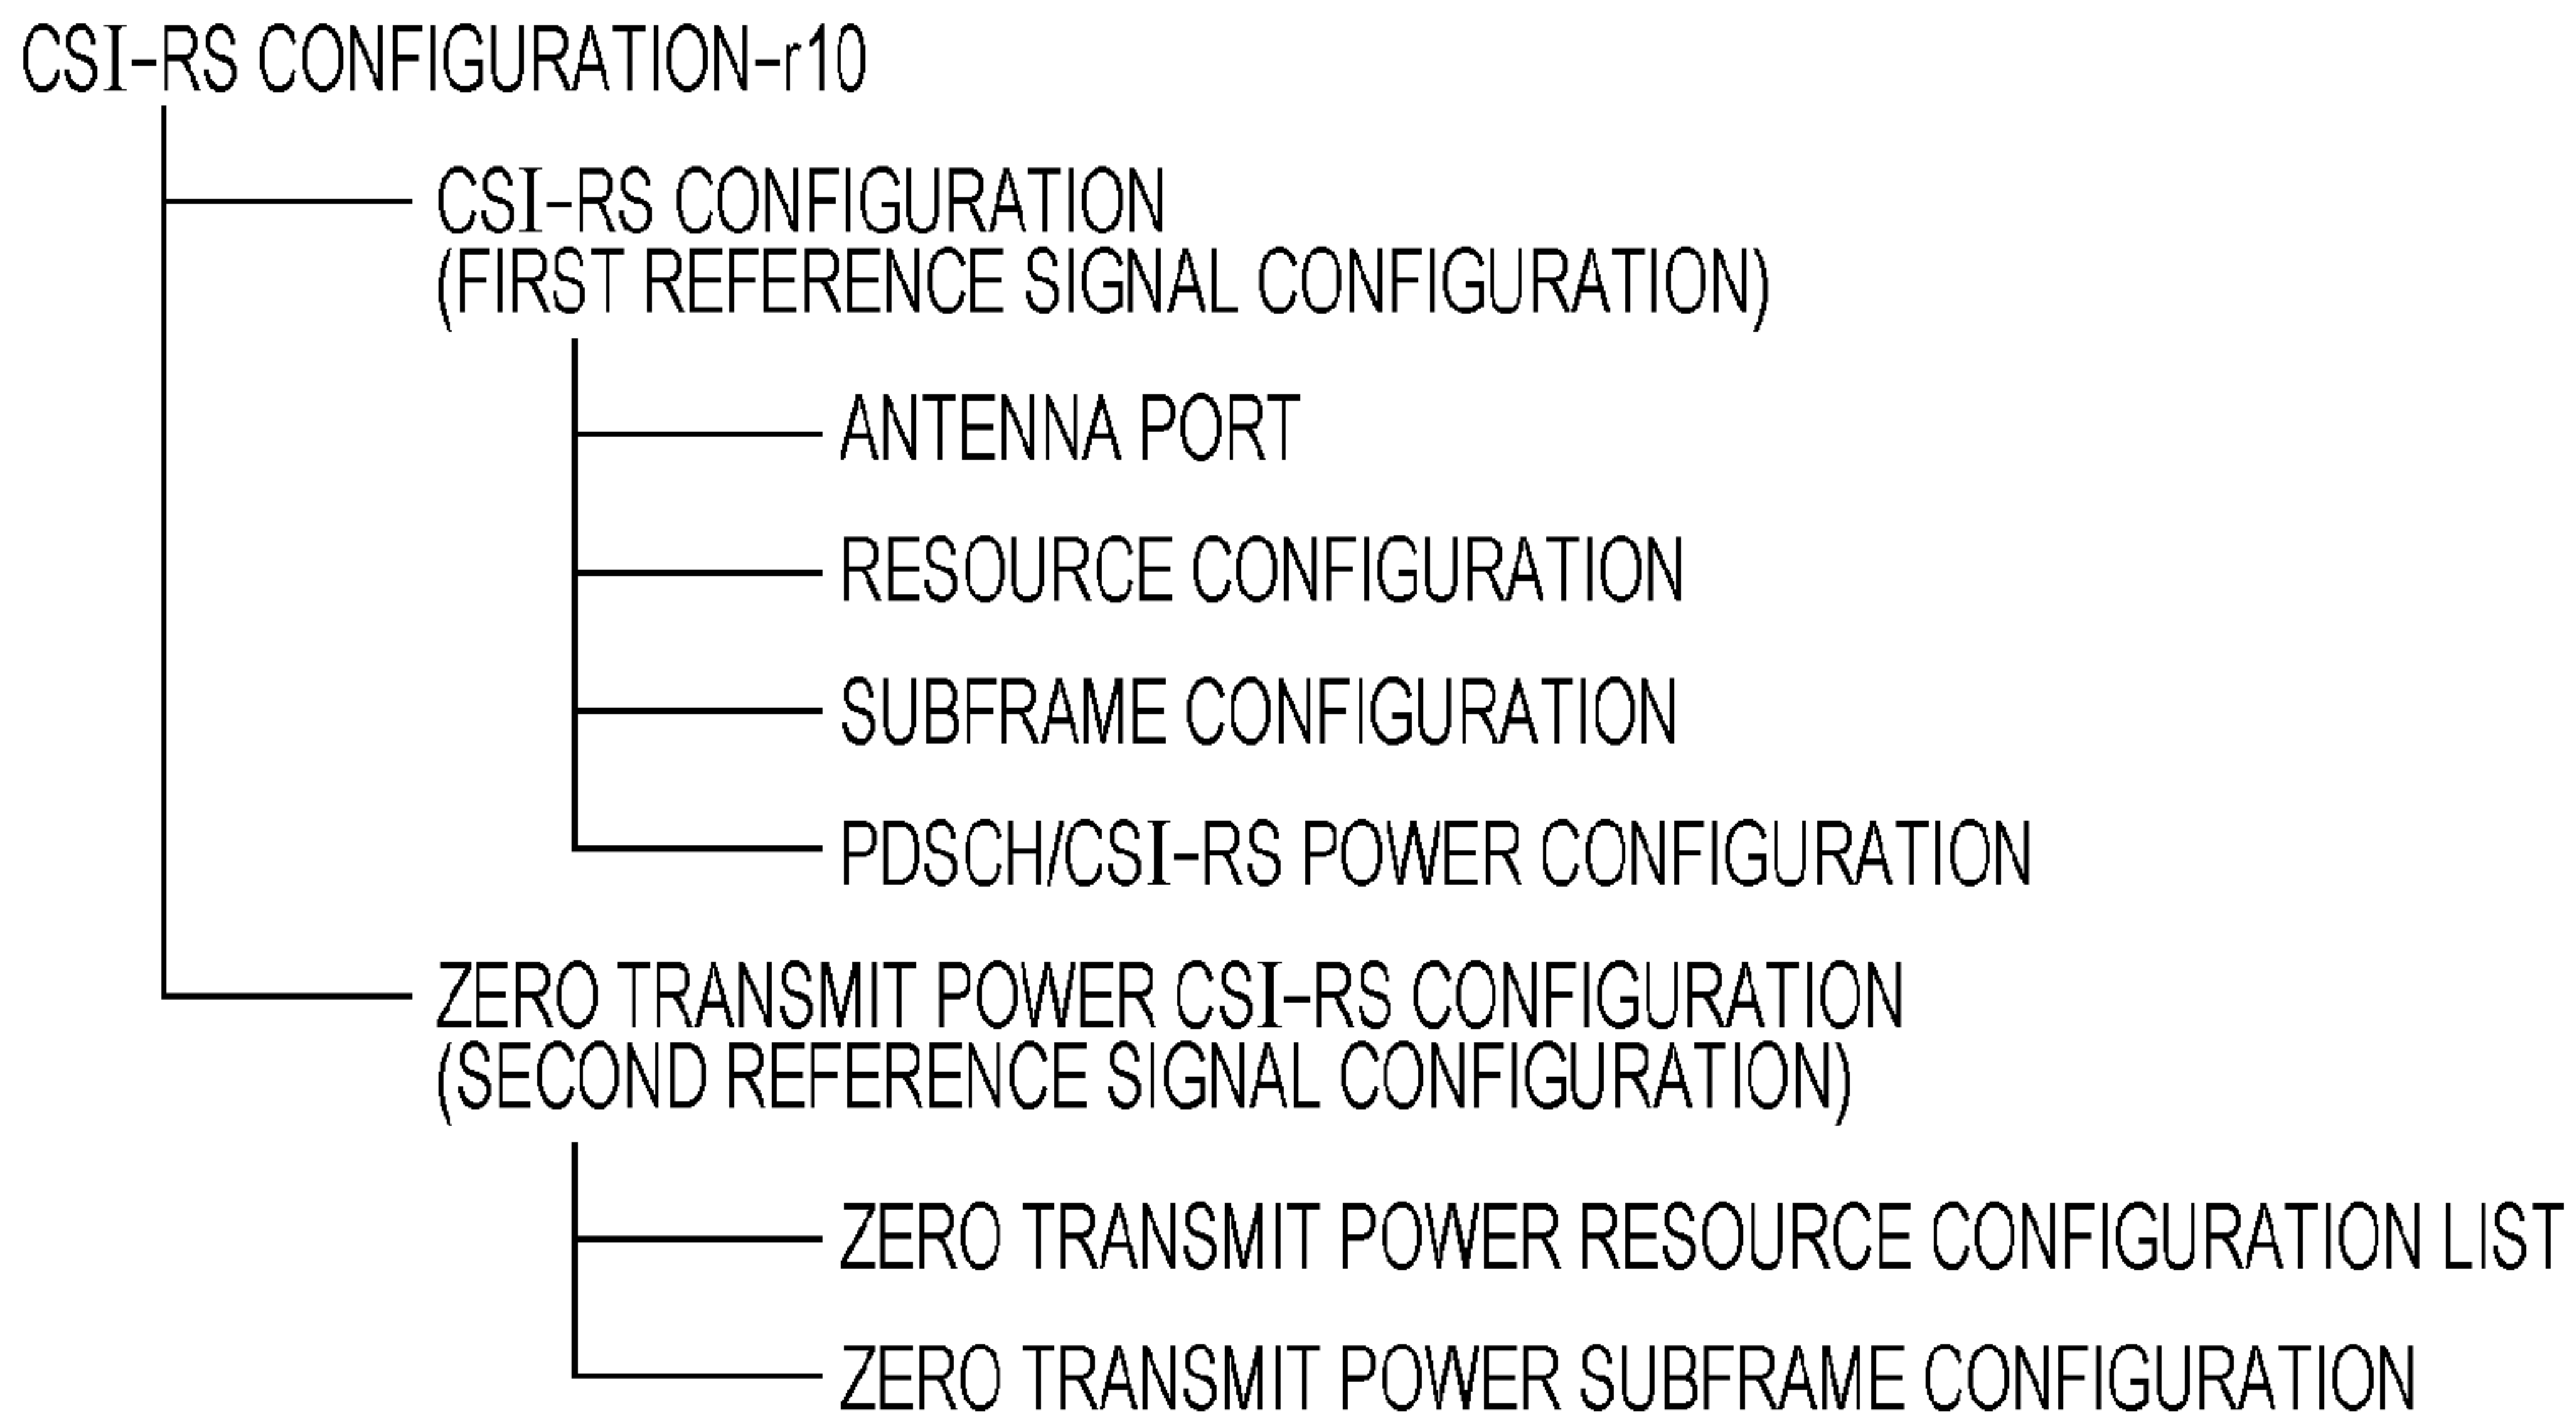 CSI-RS CONFIGURATION-r10
CSI-RS CONFIGURATION
(FIRST REFERENCE SIGNAL CONFIGURATION)
ANTENNA PORT
RESOURCE CONFIGURATION
SUBFRAME CONFIGURATION
PDSCH/CSI-RS POWER CONFIGURATION
ZERO TRANSMIT POWER CSI-RS CONFIGURATION
(SECOND REFERENCE SIGNAL CONFIGURATION)
ZERO TRANSMIT POWER RESOURCE CONFIGURATION LIST
ZERO TRANSMIT POWER SUBFRAME CONFIGURATION